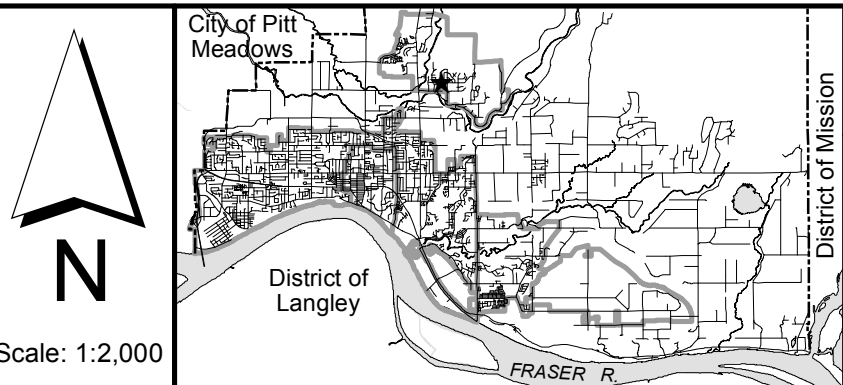 N
Scale: 1:2,000
City of Pitt
Meadows
District of
Langley
FRASER R.
District of Mission